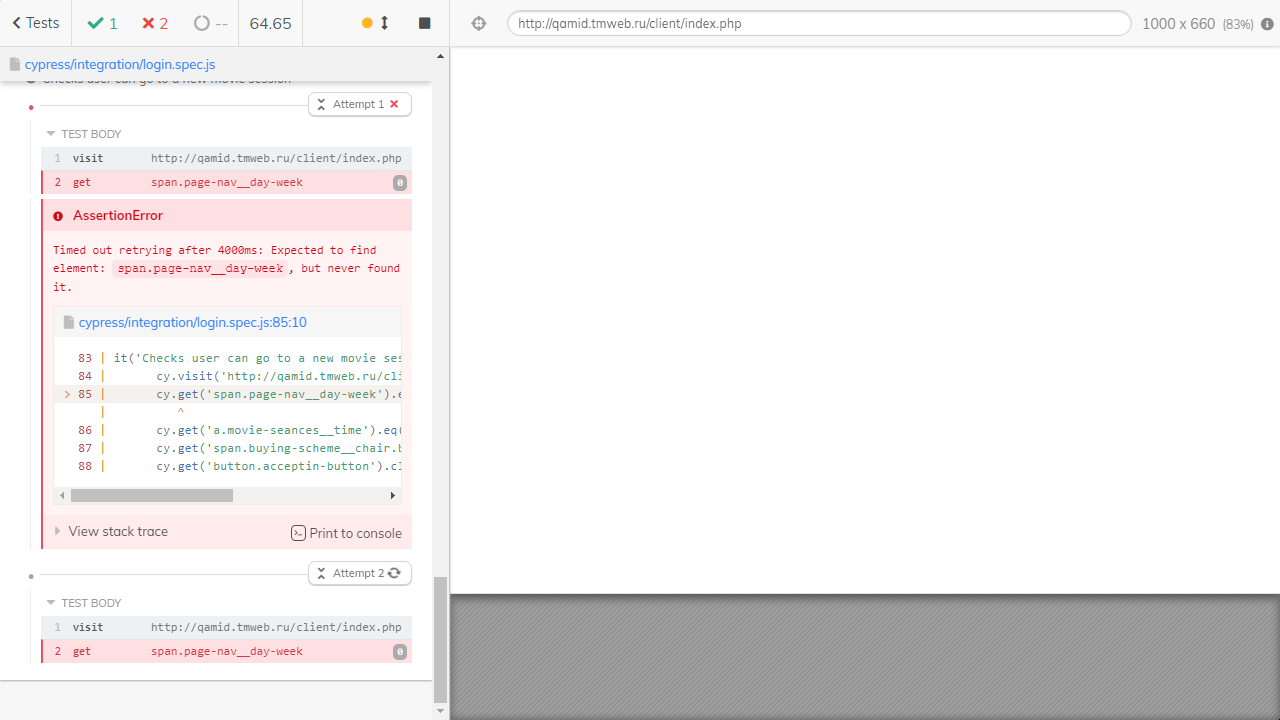 Tests 1 2 -- 64.65 http://qamid.tmweb.ru/client/index.php 1000 x 660 (83%)
cypress/integration/login.spec.js
Checks user can go to a new movie session
Attempt 1
TEST BODY
1 visit http://qamid.tmweb.ru/client/index.php
2 get span.page-nav__day-week 0
AssertionError
Timed out retrying after 4000ms: Expected to find
element: span.page-nav__day-week, but never found
it.
cypress/integration/login.spec.js:85:10
83 | it('Checks user can go to a new movie ses
84 | cy.visit('http://qamid.tmweb.ru/cli
> 85 | cy.get('span.page-nav__day-week').e
| ^
86 | cy.get('a.movie-seances__time').eq(
87 | cy.get('span.buying-scheme__chair.b
88 | cy.get('button.acceptin-button').cl
View stack trace Print to console
Attempt 2
TEST BODY
1 visit http://qamid.tmweb.ru/client/index.php
2 get span.page-nav__day-week 0